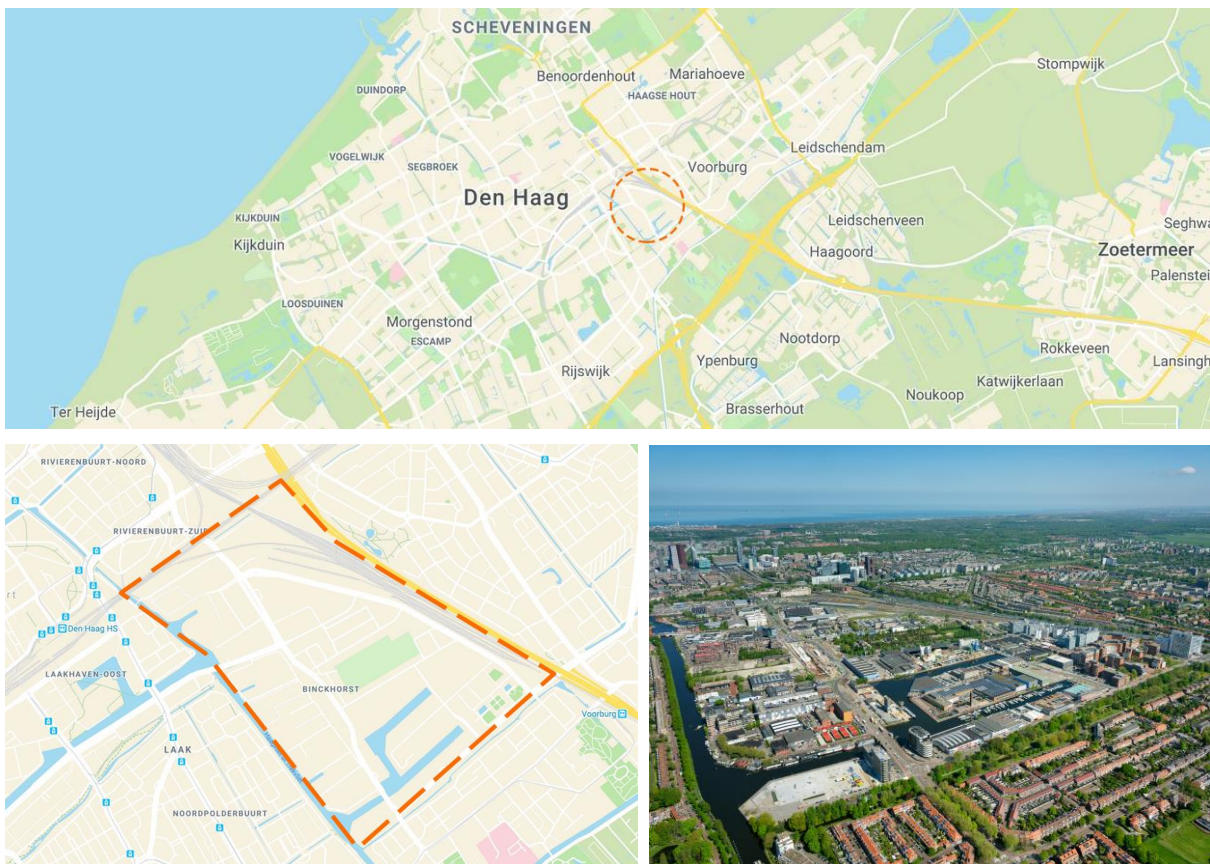 SCHEVENINGEN
Benoordenhout
Mariahoeve
Stompwijk
DUINDORP
HAAGSE HOUT
VOGELWIJK
SEGBROEK
Leidschendam
Voorburg
Den Haag
KIJKDUIN
Kijkduin
Leidschenveen
Seghwa
Haagoord
Zoetermeer
Palenstei
LOOSDUINEN
Morgenstond
ESCAMP
Nootdorp
Rokkeveen
Rijswijk
Ypenburg
Lansingh
Katwijkerlaan
Noukoop
Ter Heijde
Brasserhout
RIVIERENBUURT-NOORD
RIVIERENBUURT-ZUID
Den Haag HS
LAAKHAVEN-OOST
BINCKHORST
Voorburg
LAAK
NOORDPOLDERBUURT